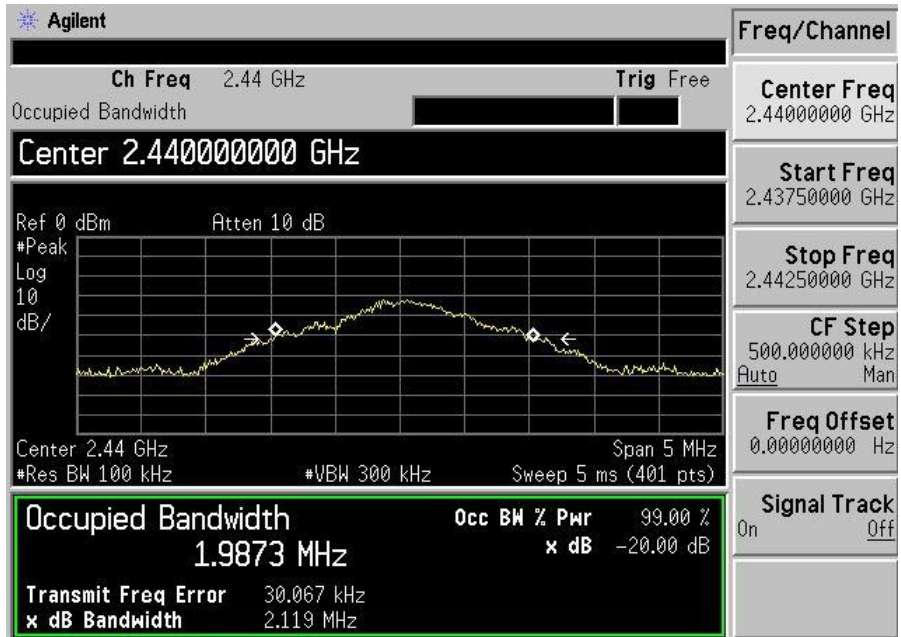 Agilent
Freq/Channel
Ch Freq 2.44 GHz Trig Free
Occupied Bandwidth
Center 2.440000000 GHz
Ref 0 dBm Atten 10 dB
#Peak
Log
10
dB/
Center 2.44 GHz Span 5 MHz
#Res BW 100 kHz #VBW 300 kHz Sweep 5 ms (401 pts)
Occupied Bandwidth
1.9873 MHz
Occ BW % Pwr 99.00 %
x dB -20.00 dB
Transmit Freq Error 30.067 kHz
x dB Bandwidth 2.119 MHz
Center Freq
2.44000000 GHz
Start Freq
2.43750000 GHz
Stop Freq
2.44250000 GHz
CF Step
500.000000 kHz
Auto Man
Freq Offset
0.00000000 Hz
Signal Track
On Off